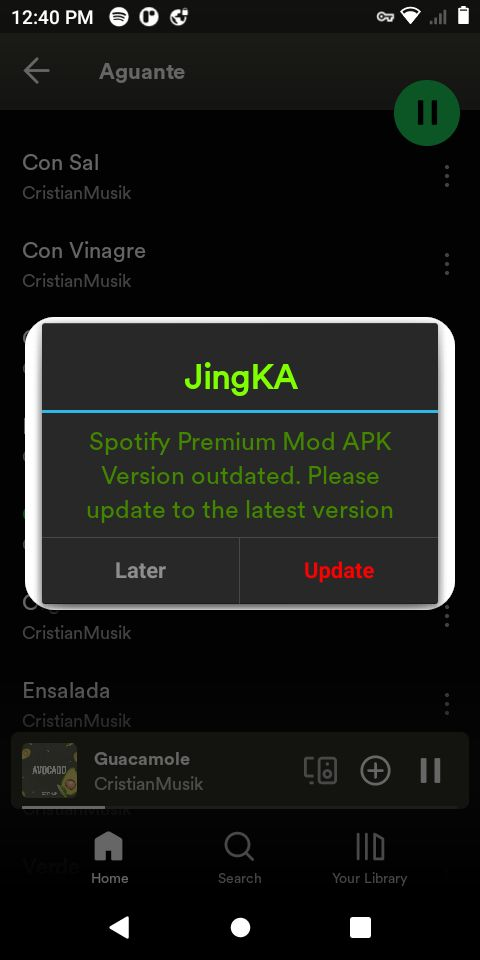 12:40 PM
Aguante
Con Sal
CristianMusik
Con Vinagre
CristianMusik
JingKA
Spotify Premium Mod APK
Version outdated. Please
update to the latest version
Later
Update
CristianMusik
Ensalada
CristianMusik
Guacamole
CristianMusik
AVOCADO
CristianMusik
Verde
Home
Search
Your Library